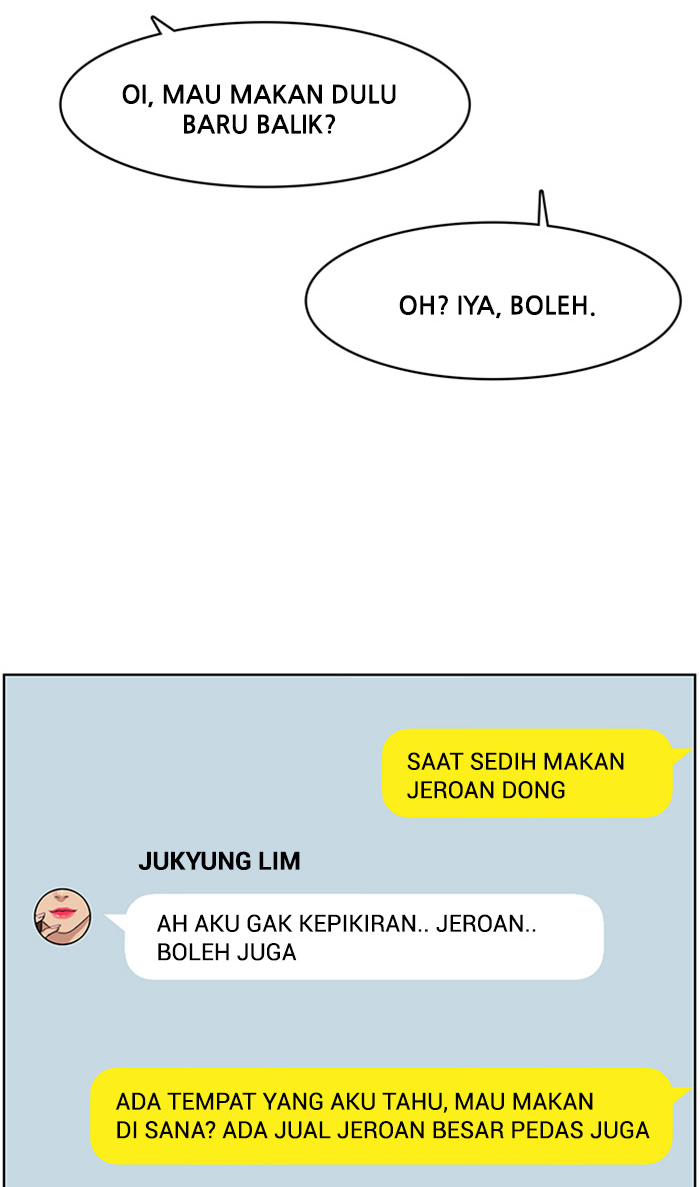 OI, MAU MAKAN DULU
BARU BALIK?
OH? IYA, BOLEH.
SAAT SEDIH MAKAN
JEROAN DONG
JUKYUNG LIM
AH AKU GAK KEPIKIRAN.. JEROAN..
BOLEH JUGA
ADA TEMPAT YANG AKU TAHU, MAU MAKAN
DI SANA? ADA JUAL JEROAN BESAR PEDAS JUGA